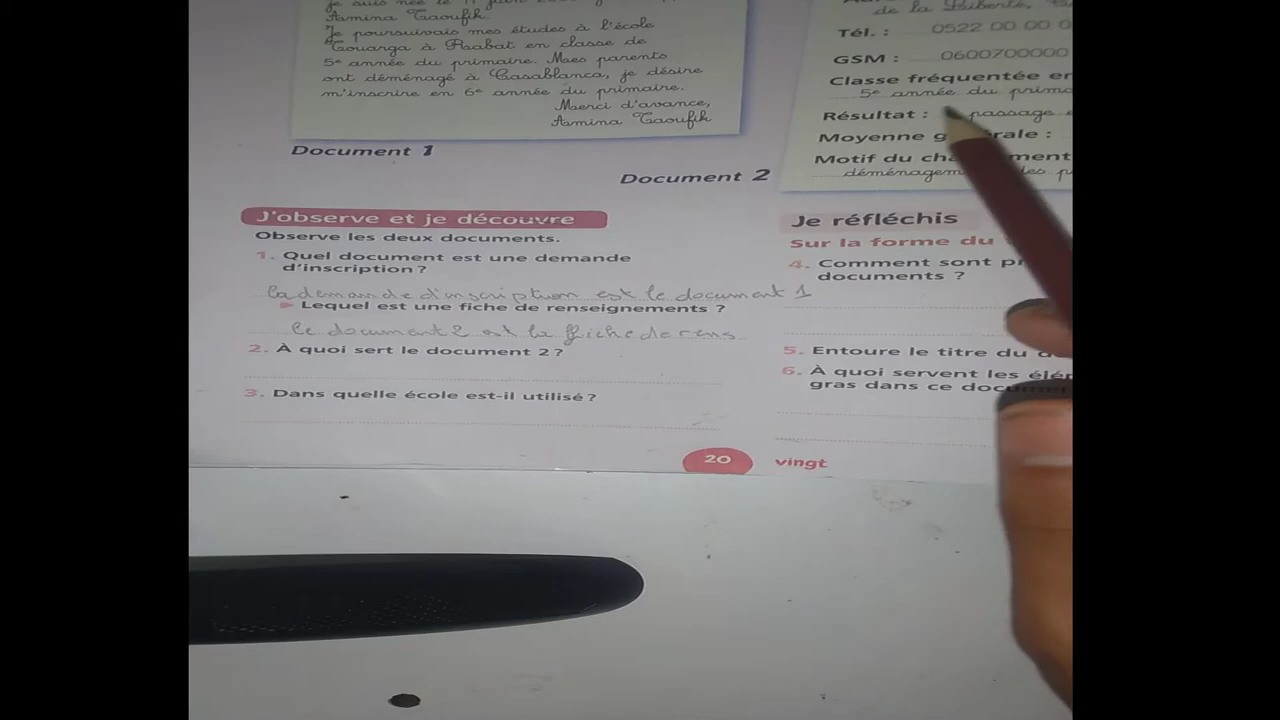 Amina Taoufik.
Je poursuivais mes études à l'école
Touarga à Rabat en classe de
5e année du primaire. Mes parents
ont déménagé à Casablanca, je désire
m'inscrire en 6e année du primaire.
Merci d'avance,
Amina Taoufik
Document 1
de la Liberté,
Tél. : 0522 00 00 0
GSM : 0600700000
Classe fréquentée en
5e année du prima
Résultat : passage
Moyenne générale :
Motif du changement
déménagement des p
Document 2
J'observe et je découvre
Observe les deux documents.
1. Quel document est une demande
d'inscription ?
la demande d'inscription est le document 1
Lequel est une fiche de renseignements ?
le document 2 est la fiche de rens
2. À quoi sert le document 2 ?
3. Dans quelle école est-il utilisé ?
Je réfléchis
Sur la forme du
4. Comment sont pr
documents ?
5. Entoure le titre du
6. À quoi servent les élé
gras dans ce document
20 vingt